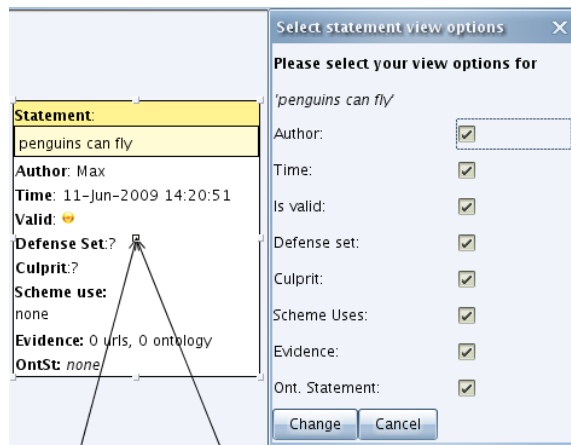 Statement:
penguins can fly
Author: Max
Time: 11-Jun-2009 14:20:51
Valid:
Defense Set:?
Culprit:?
Scheme use:
none
Evidence: 0 urls, 0 ontology
OntSt: none
Select statement view options
Please select your view options for
'penguins can fly'
Author:
Time:
Is valid:
Defense set:
Culprit:
Scheme Uses:
Evidence:
Ont. Statement:
Change Cancel